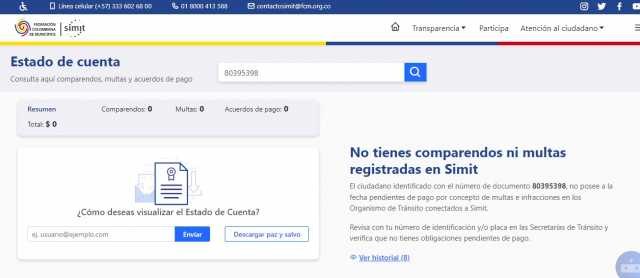 Línea celular (+57) 333 602 68 00
01 8000 413 588
contactosimit@fcm.org.co
FEDERACIÓN
COLOMBIANA
DE MUNICIPIOS
simit
Transparencia
Participa
Atención al ciudadano
Estado de cuenta
Consulta aquí comparendos, multas y acuerdos de pago
80395398
Resumen
Comparendos: 0
Multas: 0
Acuerdos de pago: 0
Total: $ 0
¿Cómo deseas visualizar el Estado de Cuenta?
ej. usuario@ejemplo.com
Enviar
Descargar paz y salvo
No tienes comparendos ni multas
registradas en Simit
El ciudadano identificado con el número de documento 80395398, no posee a la
fecha pendientes de pago por concepto de multas e infracciones en los
Organismo de Tránsito conectados a Simit.
Revisa con tu número de identificación y/o placa en las Secretarías de Tránsito y
verifica que no tienes obligaciones pendientes de pago.
Ver historial (8)